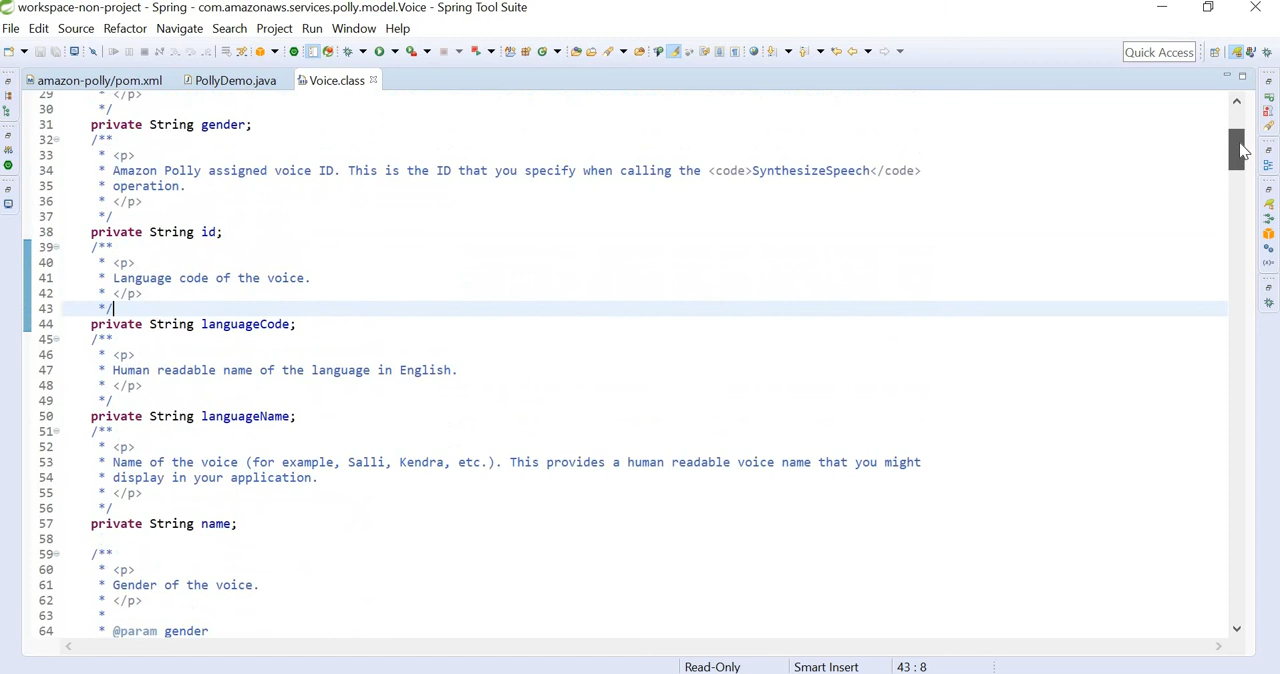 workspace-non-project - Spring - com.amazonaws.services.polly.model.Voice - Spring Tool Suite
File Edit Source Refactor Navigate Search Project Run Window Help
Quick Access
amazon-polly/pom.xml PollyDemo.java Voice.class
29 * </p>
30 */
31 private String gender;
32 /**
33 * <p>
34 * Amazon Polly assigned voice ID. This is the ID that you specify when calling the <code>SynthesizeSpeech</code>
35 * operation.
36 * </p>
37 */
38 private String id;
39 /**
40 * <p>
41 * Language code of the voice.
42 * </p>
43 */
44 private String languageCode;
45 /**
46 * <p>
47 * Human readable name of the language in English.
48 * </p>
49 */
50 private String languageName;
51 /**
52 * <p>
53 * Name of the voice (for example, Salli, Kendra, etc.). This provides a human readable voice name that you might
54 * display in your application.
55 * </p>
56 */
57 private String name;
58
59 /**
60 * <p>
61 * Gender of the voice.
62 * </p>
63 *
64 * @param gender
Read-Only Smart Insert 43 : 8